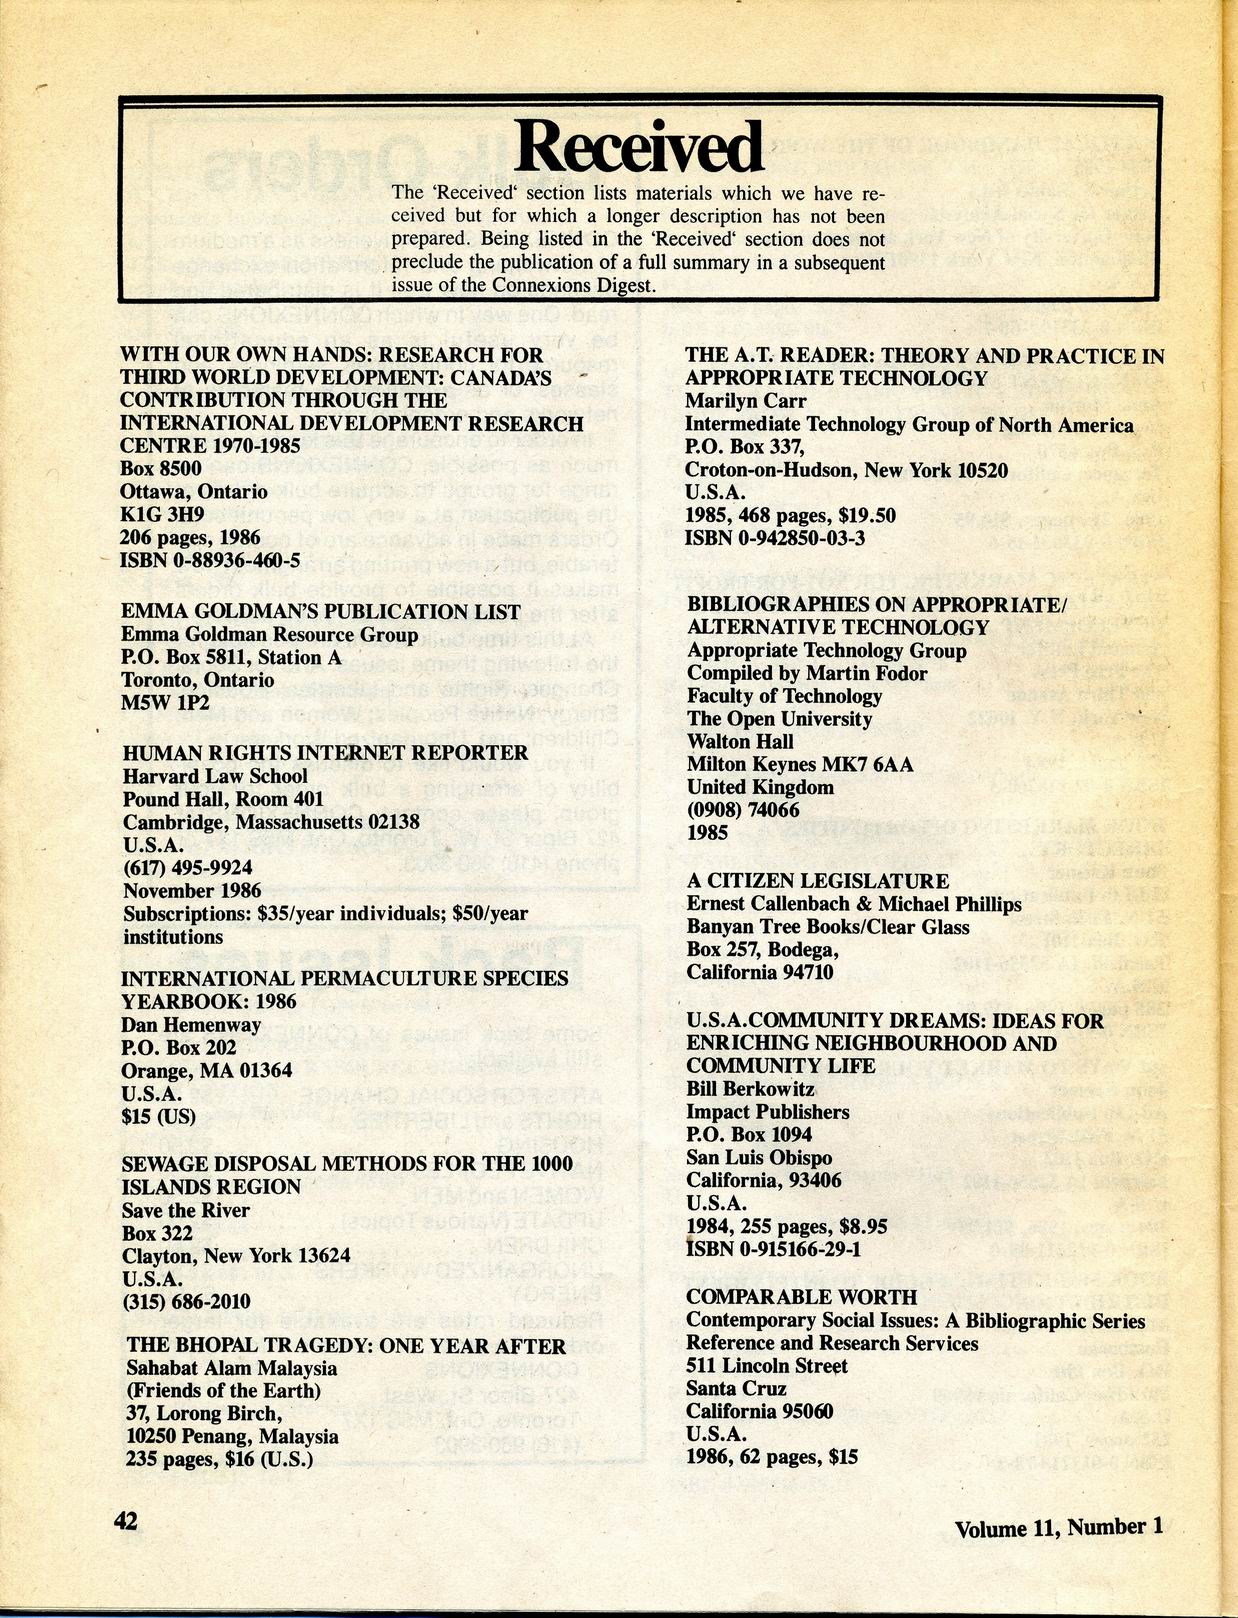 Received
The ‘Received‘ section lists materials which we have re-
ceived but for which a longer description has not been
prepared. Being listed in the ‘Received‘ section does not
preclude the publication of a full summary in a subsequent
issue of the Connexions Digest.
WITH OUR OWN HANDS: RESEARCH FOR
THIRD WORLD DEVELOPMENT: CANADA’S
CONTRIBUTION THROUGH THE
INTERNATIONAL DEVELOPMENT RESEARCH
CENTRE 1970-1985
Box 8500
Ottawa, Ontario
K1G 3H9
206 pages, 1986
ISBN 0-88936-460-5
EMMA GOLDMAN’S PUBLICATION LIST
Emma Goldman Resource Group
P.O. Box 5811, Station A
Toronto, Ontario
M5W 1P2
HUMAN RIGHTS INTERNET REPORTER
Harvard Law School
Pound Hall, Room 401
Cambridge, Massachusetts 02138
U.S.A.
(617) 495-9924
November 1986
Subscriptions: $35/year individuals; $50/year
institutions
INTERNATIONAL PERMACULTURE SPECIES
YEARBOOK: 1986
Dan Hemenway
P.O. Box 202
Orange, MA 01364
U.S.A.
$15 (US)
SEWAGE DISPOSAL METHODS FOR THE 1000
ISLANDS REGION
Save the River
Box 322
Clayton, New York 13624
U.S.A.
(315) 686-2010
THE BHOPAL TRAGEDY: ONE YEAR AFTER
Sahabat Alam Malaysia
(Friends of the Earth)
37, Lorong Birch,
10250 Penang, Malaysia
235 pages, $16 (U.S.)
THE A.T. READER: THEORY AND PRACTICE IN
APPROPRIATE TECHNOLOGY
Marilyn Carr
Intermediate Technology Group of North America
P.O. Box 337,
Croton-on-Hudson, New York 10520
U.S.A.
1985, 468 pages, $19.50
ISBN 0-942850-03-3
BIBLIOGRAPHIES ON APPROPRIATE/
ALTERNATIVE TECHNOLOGY
Appropriate Technology Group
Compiled by Martin Fodor
Faculty of Technology
The Open University
Walton Hall
Milton Keynes MK7 6AA
United Kingdom
(0908) 74066
1985
A CITIZEN LEGISLATURE
Ernest Callenbach & Michael Phillips
Banyan Tree Books/Clear Glass
Box 257, Bodega,
California 94710
U.S.A.COMMUNITY DREAMS: IDEAS FOR
ENRICHING NEIGHBOURHOOD AND
COMMUNITY LIFE
Bill Berkowitz
Impact Publishers
P.O. Box 1094
San Luis Obispo
California, 93406
U.S.A.
1984, 255 pages, $8.95
ISBN 0-915166-29-1
COMPARABLE WORTH
Contemporary Social Issues: A Bibliographic Series
Reference and Research Services
511 Lincoln Street
Santa Cruz
California 95060
U.S.A.
1986, 62 pages, $15
42
Volume 11, Number 1